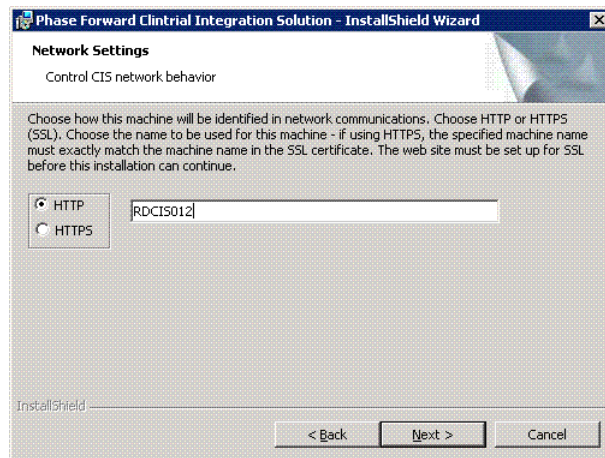 Phase Forward Clintrial Integration Solution - InstallShield Wizard
Network Settings
Control CIS network behavior
Choose how this machine will be identified in network communications. Choose HTTP or HTTPS
(SSL). Choose the name to be used for this machine - if using HTTPS, the specified machine name
must exactly match the machine name in the SSL certificate. The web site must be set up for SSL
before this installation can continue.
HTTP
RDCIS012
HTTPS
InstallShield
< Back
Next >
Cancel